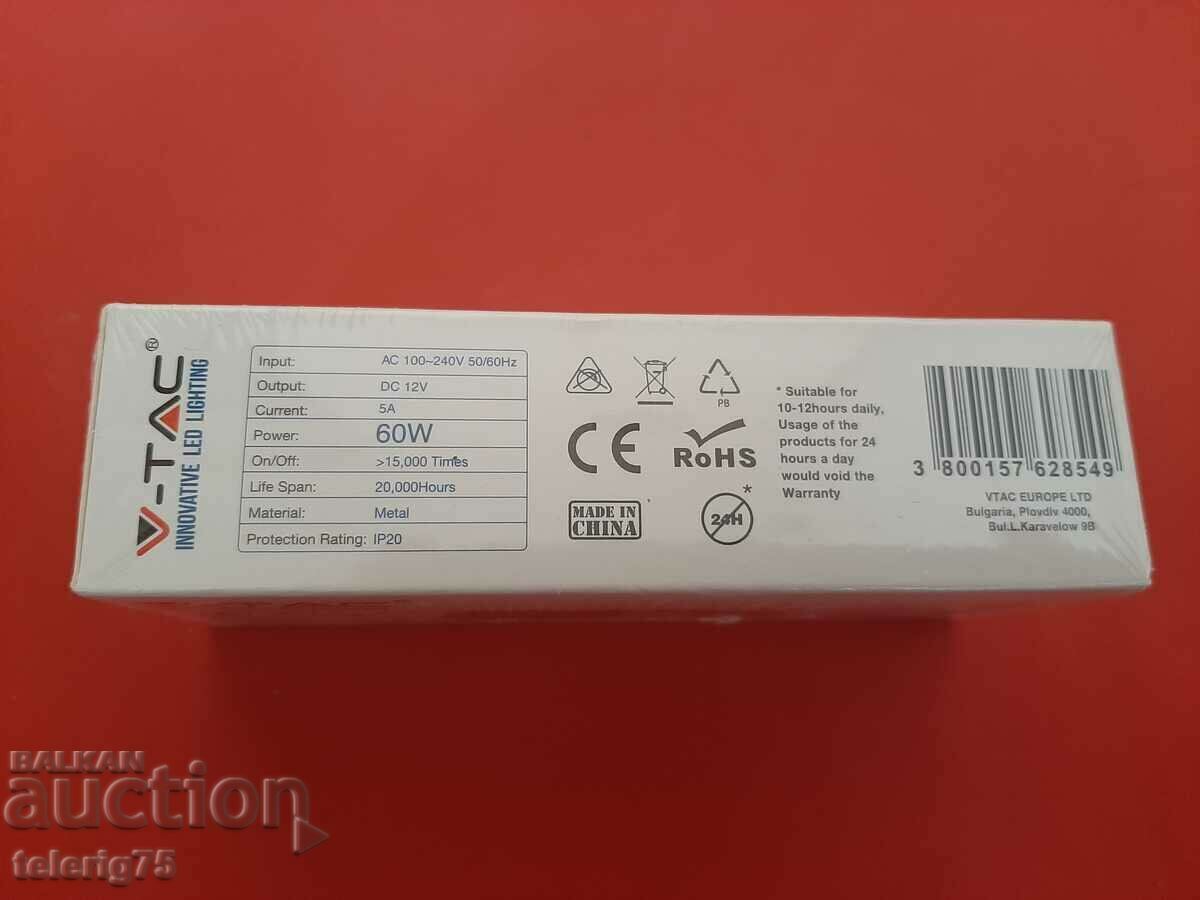 V-TAC®
INNOVATIVE LED LIGHTING
Input: AC 100~240V 50/60Hz
Output: DC 12V
Current: 5A
Power: 60W
On/Off: >15,000 Times
Life Span: 20,000Hours
Material: Metal
Protection Rating: IP20
PB
CE
RoHS
MADE IN
CHINA
24H
*
* Suitable for
10-12hours daily,
Usage of the
products for 24
hours a day
would void the
Warranty
3 800157 628549
VTAC EUROPE LTD
Bulgaria, Plovdiv 4000,
Bul.L.Karavelow 9B
BALKAN
auction
telerig75